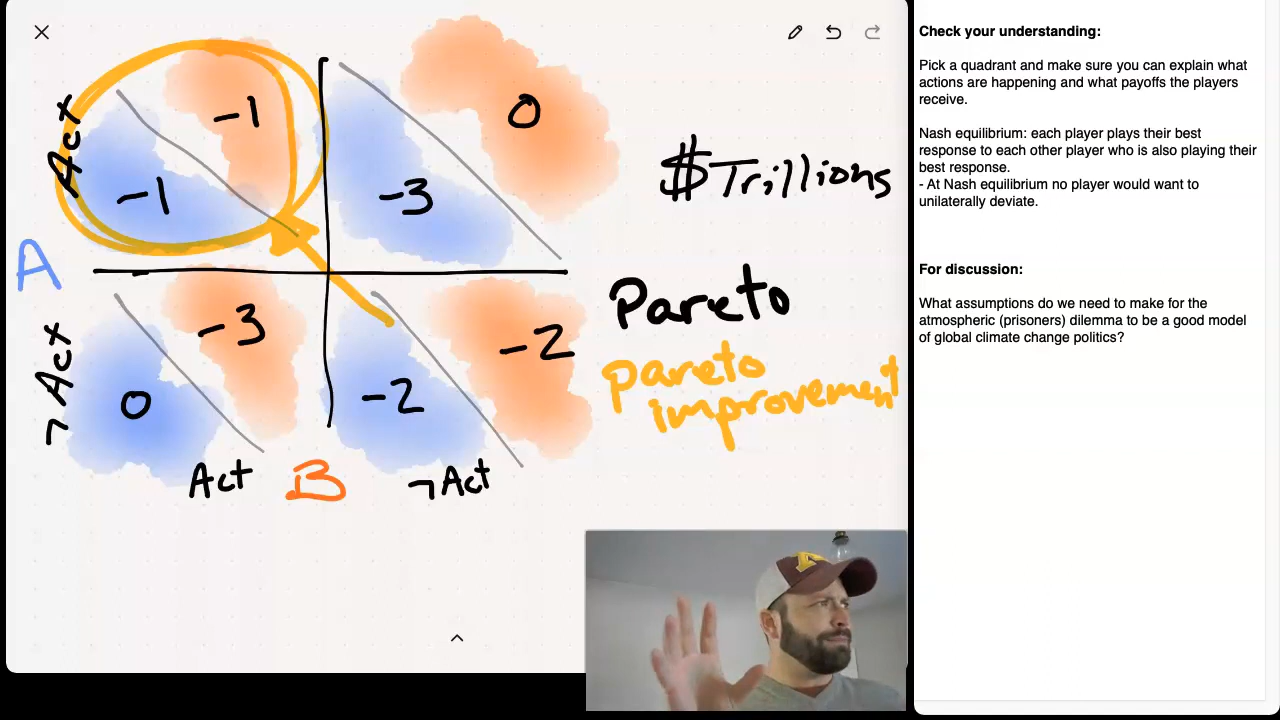 Act
-1
-1
0
-3
$Trillions
A
Pareto
pareto
improvement
¬Act
-3
0
-2
-2
Act
B
¬Act
Check your understanding:
Pick a quadrant and make sure you can explain what
actions are happening and what payoffs the players
receive.
Nash equilibrium: each player plays their best
response to each other player who is also playing their
best response.
- At Nash equilibrium no player would want to
unilaterally deviate.
For discussion:
What assumptions do we need to make for the
atmospheric (prisoners) dilemma to be a good model
of global climate change politics?